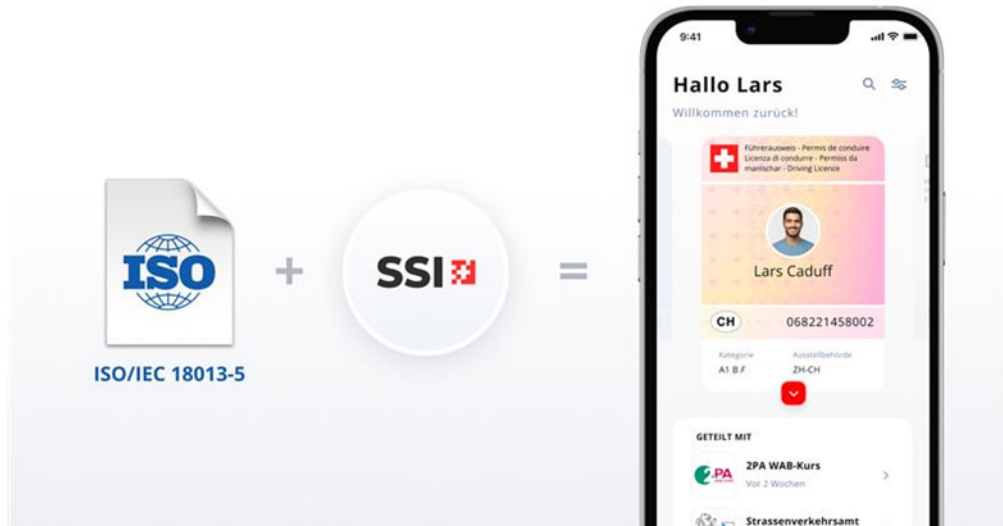 ISO
ISO/IEC 18013-5
+
SSI
=
9:41
Hallo Lars
Willkommen zurück!
Führerausweis - Permis de conduire
Licenza di condurre - Permiss da
manischar - Driving Licence
Lars Caduff
CH
068221458002
Kategorie
Ausstellbehörde
A1 B F
ZH-CH
GETEILT MIT
2PA
2PA WAB-Kurs
Vor 2 Wochen
Strassenverkehrsamt